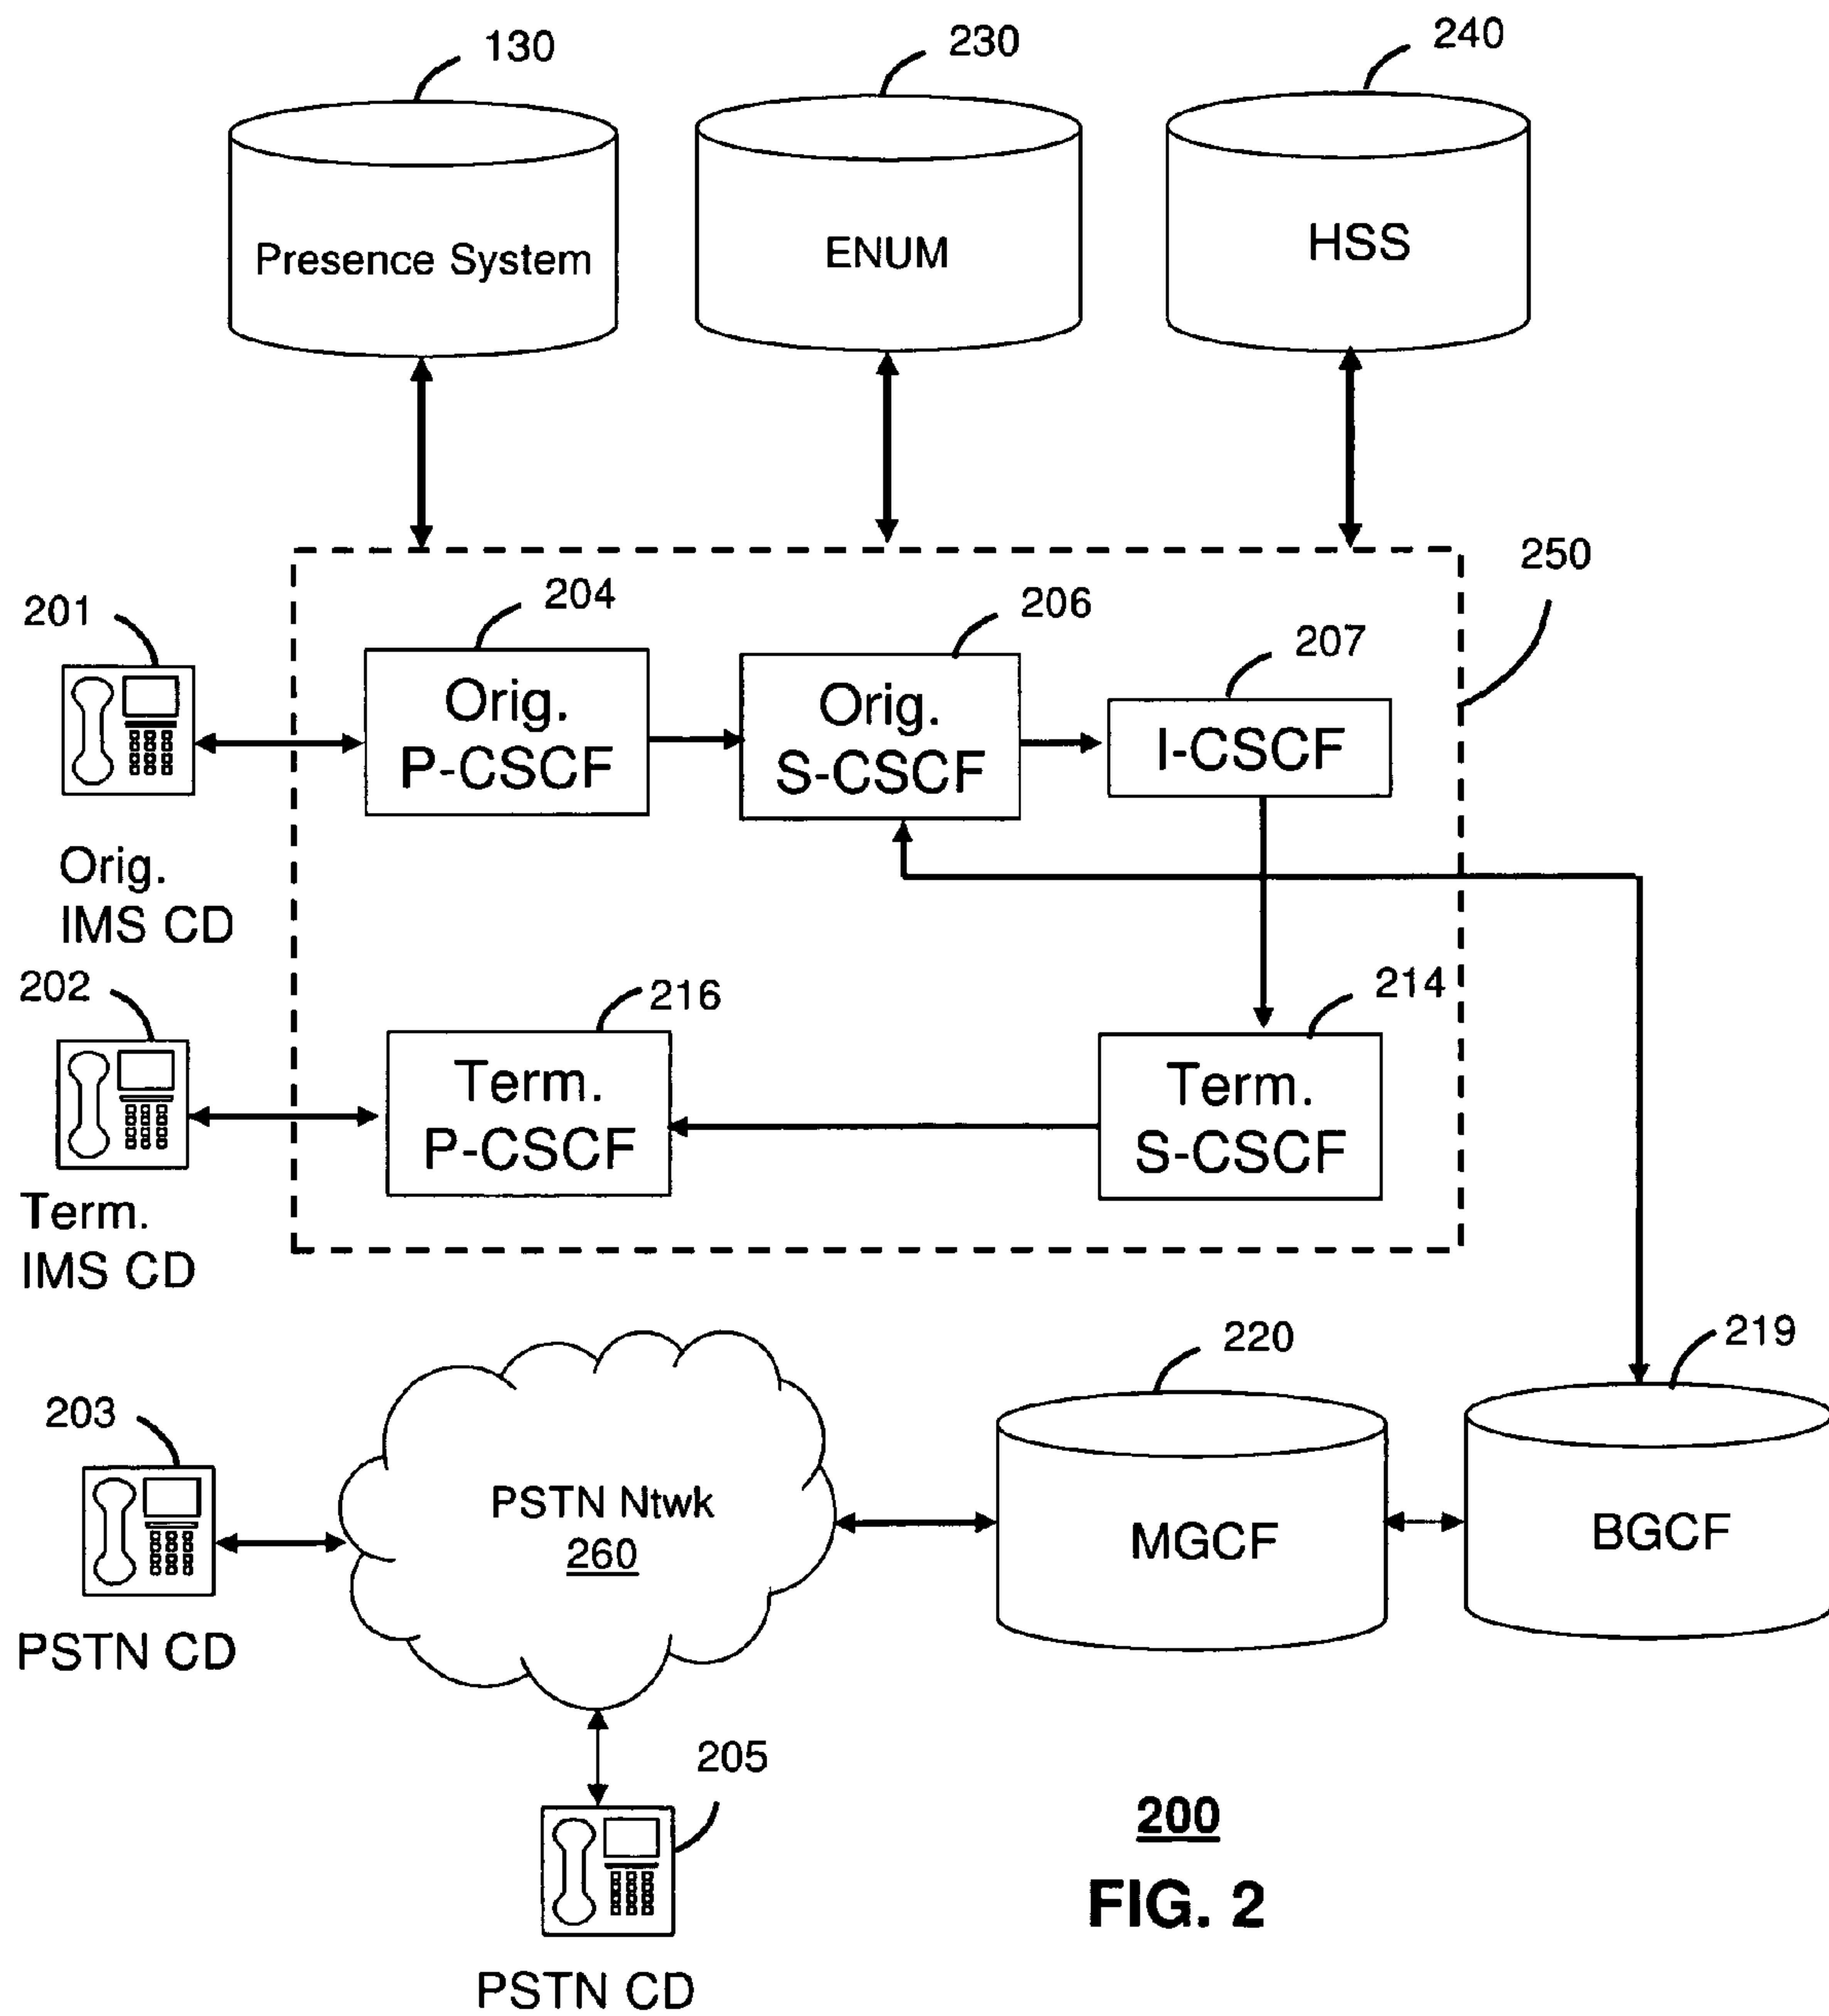 130
230
240
Presence System
ENUM
HSS
250
201
204
206
207
Orig.
P-CSCF
Orig.
S-CSCF
I-CSCF
Orig.
IMS CD
202
216
214
Term.
P-CSCF
Term.
S-CSCF
Term.
IMS CD
220
219
203
PSTN Ntwk
260
MGCF
BGCF
PSTN CD
205
PSTN CD
200
FIG. 2